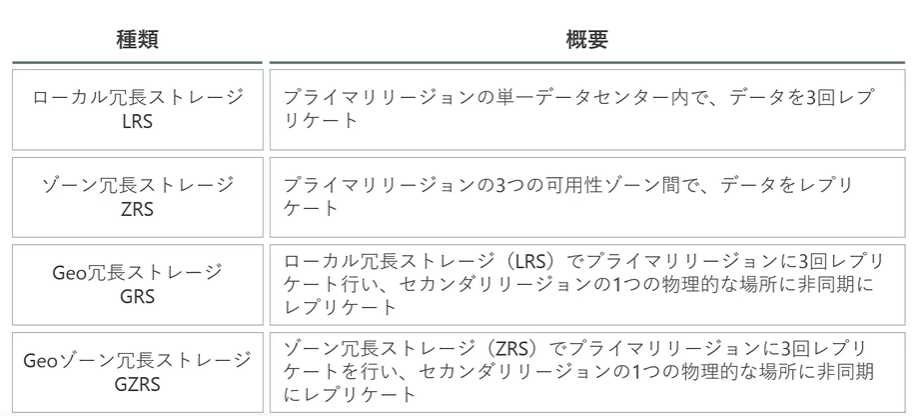 種類
概要
ローカル冗長ストレージ
LRS
プライマリリージョンの単一データセンター内で、データを3回レプ
リケート
ゾーン冗長ストレージ
ZRS
プライマリリージョンの3つの可用性ゾーン間で、データをレプリ
ケート
Geo冗長ストレージ
GRS
ローカル冗長ストレージ（LRS）でプライマリリージョンに3回レプリ
ケート行い、セカンダリリージョンの1つの物理的な場所に非同期に
レプリケート
Geoゾーン冗長ストレージ
GZRS
ゾーン冗長ストレージ（ZRS）でプライマリリージョンに3回レプリ
ケートを行い、セカンダリリージョンの1つの物理的な場所に非同期
にレプリケート